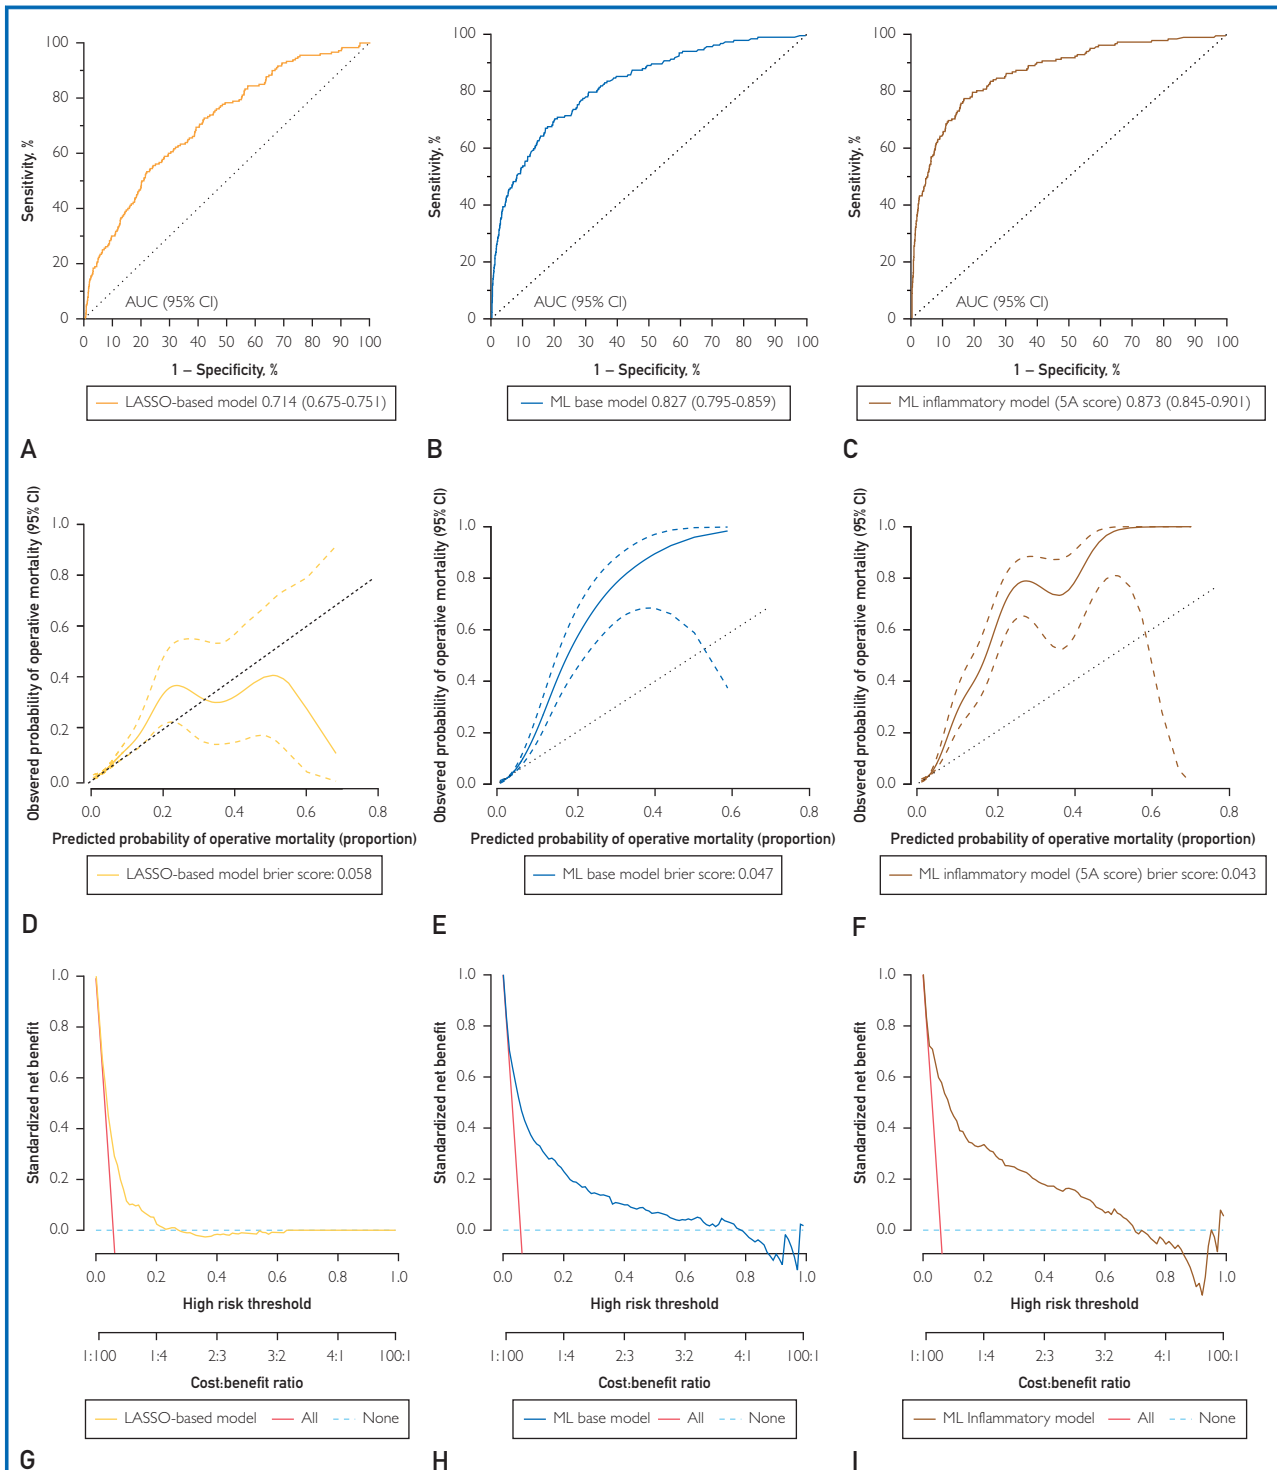 100
80
60
40
20
0
Sensitivity, %
AUC (95% CI)
0 10 20 30 40 50 60 70 80 90 100
1 – Specificity, %
LASSO-based model 0.714 (0.675-0.751)
A
100
80
60
40
20
0
Sensitivity, %
AUC (95% CI)
0 10 20 30 40 50 60 70 80 90 100
1 – Specificity, %
ML base model 0.827 (0.795-0.859)
B
100
80
60
40
20
0
Sensitivity, %
AUC (95% CI)
0 10 20 30 40 50 60 70 80 90 100
1 – Specificity, %
ML inflammatory model (5A score) 0.873 (0.845-0.901)
C
Obsvered probability of operative mortality (95% CI)
1.0
0.8
0.6
0.4
0.2
0.0
0.0 0.2 0.4 0.6 0.8
Predicted probability of operative mortality (proportion)
LASSO-based model brier score: 0.058
D
Obsvered probability of operative mortality (95% CI)
1.0
0.8
0.6
0.4
0.2
0.0
0.0 0.2 0.4 0.6 0.8
Predicted probability of operative mortality (proportion)
ML base model brier score: 0.047
E
Obsvered probability of operative mortality (95% CI)
1.0
0.8
0.6
0.4
0.2
0.0
0.0 0.2 0.4 0.6 0.8
Predicted probability of operative mortality (proportion)
ML inflammatory model (5A score) brier score: 0.043
F
Standardized net benefit
1.0
0.8
0.6
0.4
0.2
0.0
0.0 0.2 0.4 0.6 0.8 1.0
High risk threshold
1:100 1:4 2:3 3:2 4:1 100:1
Cost:benefit ratio
LASSO-based model All None
G
Standardized net benefit
1.0
0.8
0.6
0.4
0.2
0.0
0.0 0.2 0.4 0.6 0.8 1.0
High risk threshold
1:100 1:4 2:3 3:2 4:1 100:1
Cost:benefit ratio
ML base model All None
H
Standardized net benefit
1.0
0.8
0.6
0.4
0.2
0.0
0.0 0.2 0.4 0.6 0.8 1.0
High risk threshold
1:100 1:4 2:3 3:2 4:1 100:1
Cost:benefit ratio
ML Inflammatory model All None
I